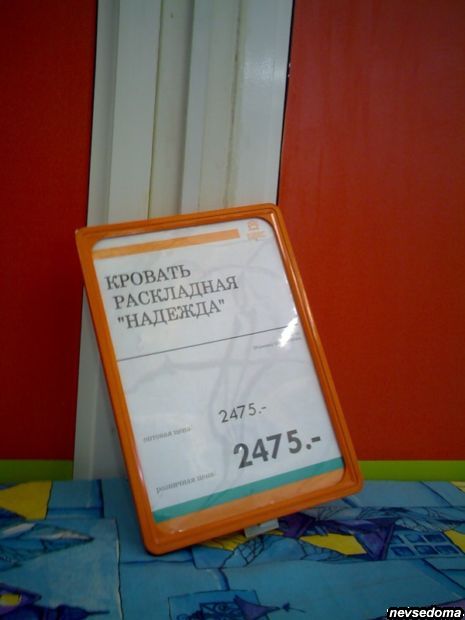 КРОВАТЬ
РАСКЛАДНАЯ
"НАДЕЖДА"
оптовая цена:
2475.-
розничная цена:
2475.-
'nevsedoma.